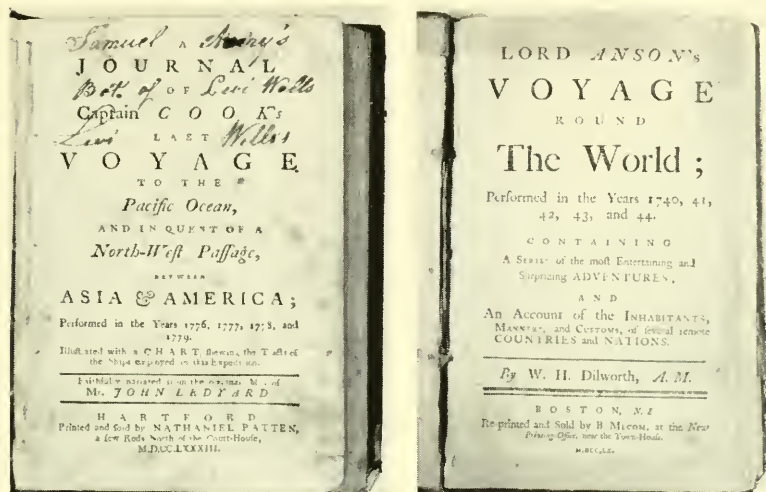 Samuel Avery's
A
JOURNAL
Bot. of Levi Wells
OF
Captain COOK's
Levi Wells
LAST
VOYAGE
TO THE
Pacific Ocean,
AND IN QUEST OF A
North-West Passage,
BETWEEN
ASIA & AMERICA;
Performed in the Years 1776, 1777, 1778, and
1779.
Illustrated with a CHART, shewing the Tracts of
the Ships employed in this Expedition.
Faithfully narrated from the original MS. of
Mr. JOHN LEDYARD
HARTFORD
Printed and sold by NATHANIEL PATTEN,
a few Rods North of the Court-House,
M.DCC.LXXXIII.
LORD ANSON's
VOYAGE
ROUND
The World;
Performed in the Years 1740, 41,
42, 43, and 44.
CONTAINING
A SERIES of the most Entertaining and
Surprizing ADVENTURES,
AND
An Account of the INHABITANTS,
MANNERS, and CUSTOMS, of several remote
COUNTRIES and NATIONS.
By W. H. Dilworth, A. M.
BOSTON, N. E
Re-printed and Sold by B MECOM, at the New
Printing-Office, near the Town-House.
M.DCC,LX.